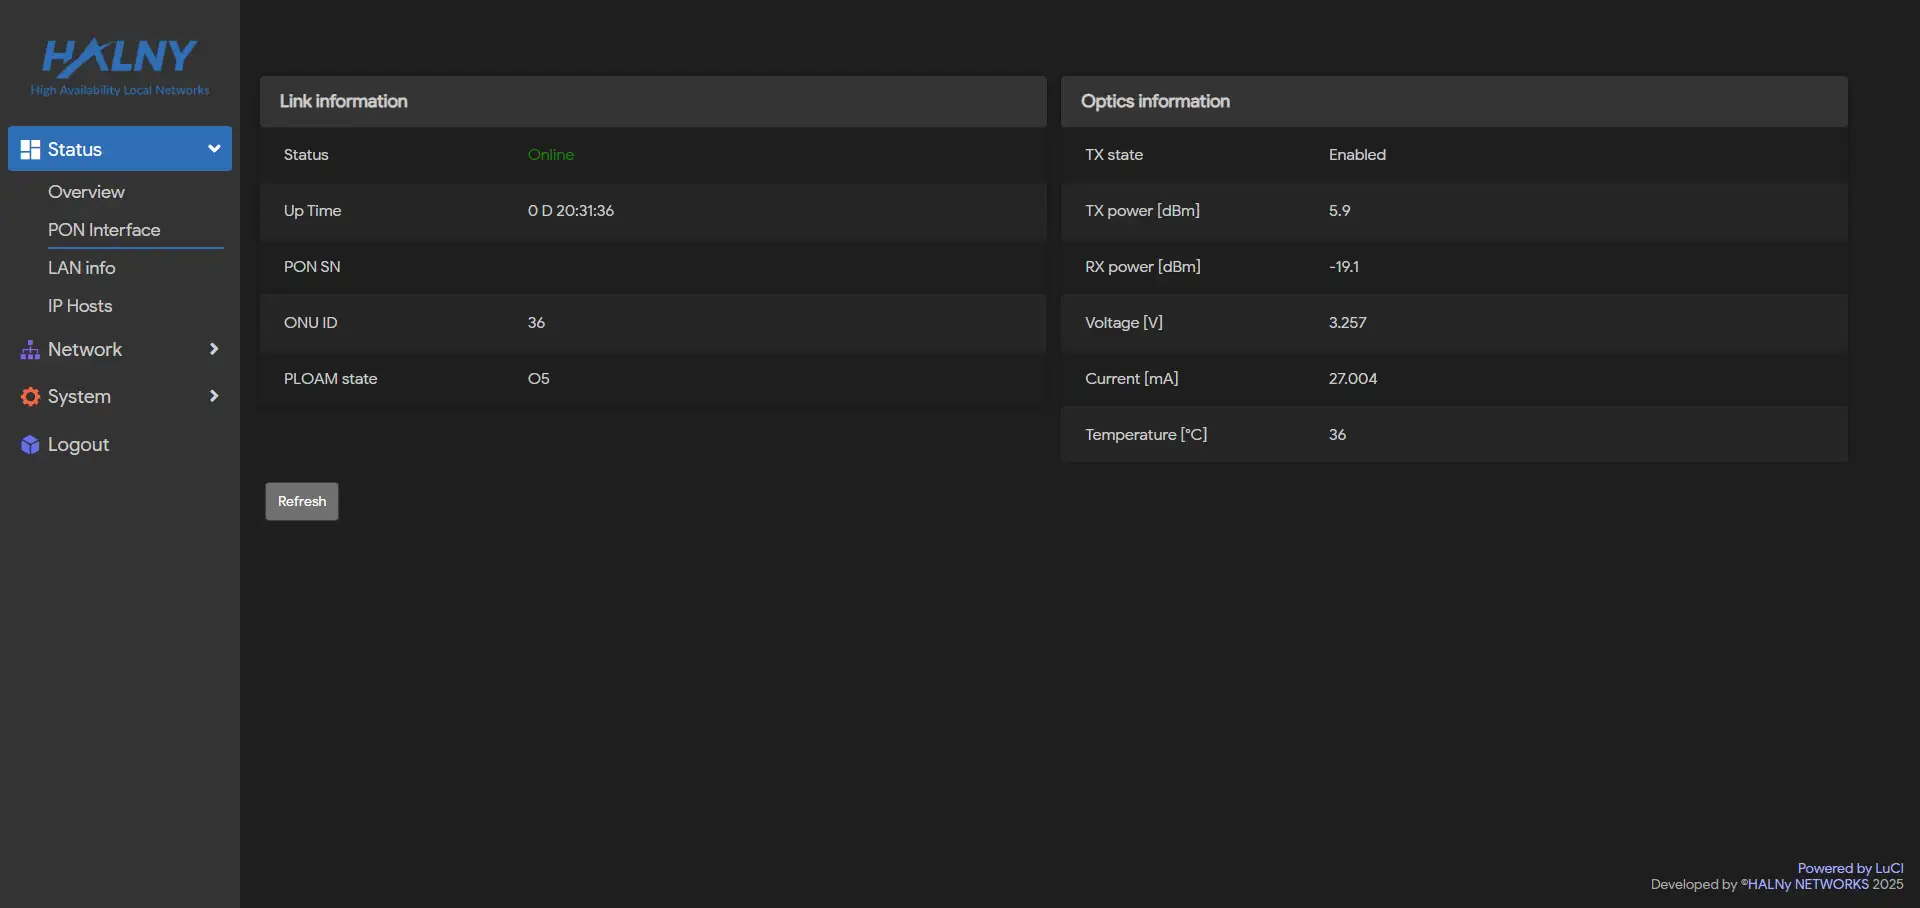 HALNY
High Availability Local Networks
Status
Overview
PON Interface
LAN info
IP Hosts
Network
System
Logout
Link information
Status Online
Up Time 0 D 20:31:36
PON SN
ONU ID 36
PLOAM state O5
Refresh
Optics information
TX state Enabled
TX power [dBm] 5.9
RX power [dBm] -19.1
Voltage [V] 3.257
Current [mA] 27.004
Temperature [°C] 36
Powered by LuCI
Developed by ©HALNy NETWORKS 2025